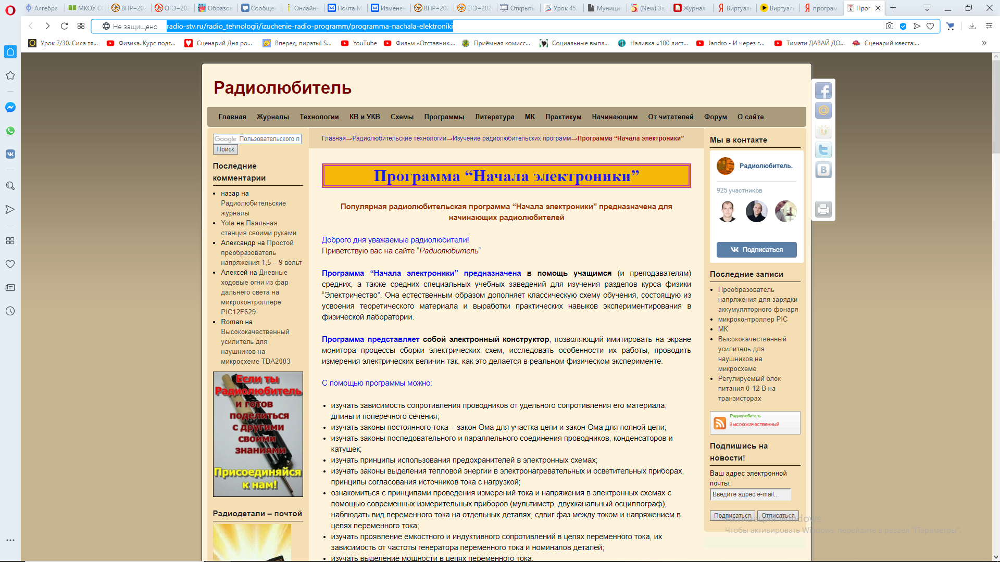 Алгебра
МКОУ СС
ВПР–202
ОГЭ–202
Образов
Сообщен
Онлайн-
Почта М
Изменен
ВПР–202
ЕГЭ–202
Открыты
Урок 45.
Муници
(New) За
Журнал
Виртуаль
Виртуаль
програм
Прог
Не защищено
radio-stv.ru/radio_tehnologii/izuchenie-radio-programm/programma-nachala-elektroniki
Урок 7/30. Сила тя...
Физика. Курс подг...
Сценарий Дня ро...
Вперед, пираты! S...
YouTube
Фильм «Отставник....
Приёмная комисс...
Социальные выпл...
Наливка «100 лист...
Jandro - И через г...
Тимати ДАВАЙ ДО...
Сценарий квеста:...
Радиолюбитель
Главная Журналы Технологии КВ и УКВ Схемы Программы Литература МК Практикум Начинающим От читателей Форум О сайте
Google Пользовательского п
Поиск
Последние
комментарии
назар на
Радиолюбительские
журналы
Yota на Паяльная
станция своими руками
Александр на Простой
преобразователь
напряжения 1,5 – 9 вольт
Алексей на Дневные
ходовые огни из фар
дальнего света на
микроконтроллере
PIC12F629
Roman на
Высококачественный
усилитель для
наушников на
микросхеме TDA2003
Если ты
Радиолюбитель
и готов
поделиться
с другими
своими
знаниями
Присоединяйся
к нам!
Радиодетали – почтой
Главная→Радиолюбительские технологии→Изучение радиолюбительских программ→Программа “Начала электроники”
Программа “Начала электроники”
Популярная радиолюбительская программа “Начала электроники” предназначена для
начинающих радиолюбителей
Доброго дня уважаемые радиолюбители!
Приветствую вас на сайте “Радиолюбитель“
Программа “Начала электроники” предназначена в помощь учащимся (и преподавателям)
средних, а также средних специальных учебных заведений для изучения разделов курса физики
“Электричество”. Она естественным образом дополняет классическую схему обучения, состоящую из
усвоения теоретического материала и выработки практических навыков экспериментирования в
физической лаборатории.
Программа представляет собой электронный конструктор, позволяющий имитировать на экране
монитора процессы сборки электрических схем, исследовать особенности их работы, проводить
измерения электрических величин так, как это делается в реальном физическом эксперименте.
С помощью программы можно:
изучать зависимость сопротивления проводников от удельного сопротивления его материала,
длины и поперечного сечения;
изучать законы постоянного тока – закон Ома для участка цепи и закон Ома для полной цепи;
изучать законы последовательного и параллельного соединения проводников, конденсаторов и
катушек;
изучать принципы использования предохранителей в электронных схемах;
изучать законы выделения тепловой энергии в электронагревательных и осветительных приборах,
принципы согласования источников тока с нагрузкой;
ознакомиться с принципами проведения измерений тока и напряжения в электронных схемах с
помощью современных измерительных приборов (мультиметр, двухканальный осциллограф),
наблюдать вид переменного тока на отдельных деталях, сдвиг фаз между током и напряжением в
цепях переменного тока;
изучать проявление емкостного и индуктивного сопротивлений в цепях переменного тока, их
зависимость от частоты генератора переменного тока и номиналов деталей;
изучать выделение мощности в цепях переменного тока;
Мы в контакте
Радиолюбитель.
925 участников
Подписаться
Последние записи
Преобразователь
напряжения для зарядки
аккумуляторного фонаря
микроконтроллер PIC
МК
Высококачественный
усилитель для
наушников на
микросхеме
Регулируемый блок
питания 0-12 В на
транзисторах
Радиолюбитель
Высококачественный
Подпишись на
новости!
Ваш адрес электронной
почты:
Введите адрес e-mail...
Подписаться Отписаться
Активация Windows
Чтобы активировать Windows, перейдите в раздел "Параметры".